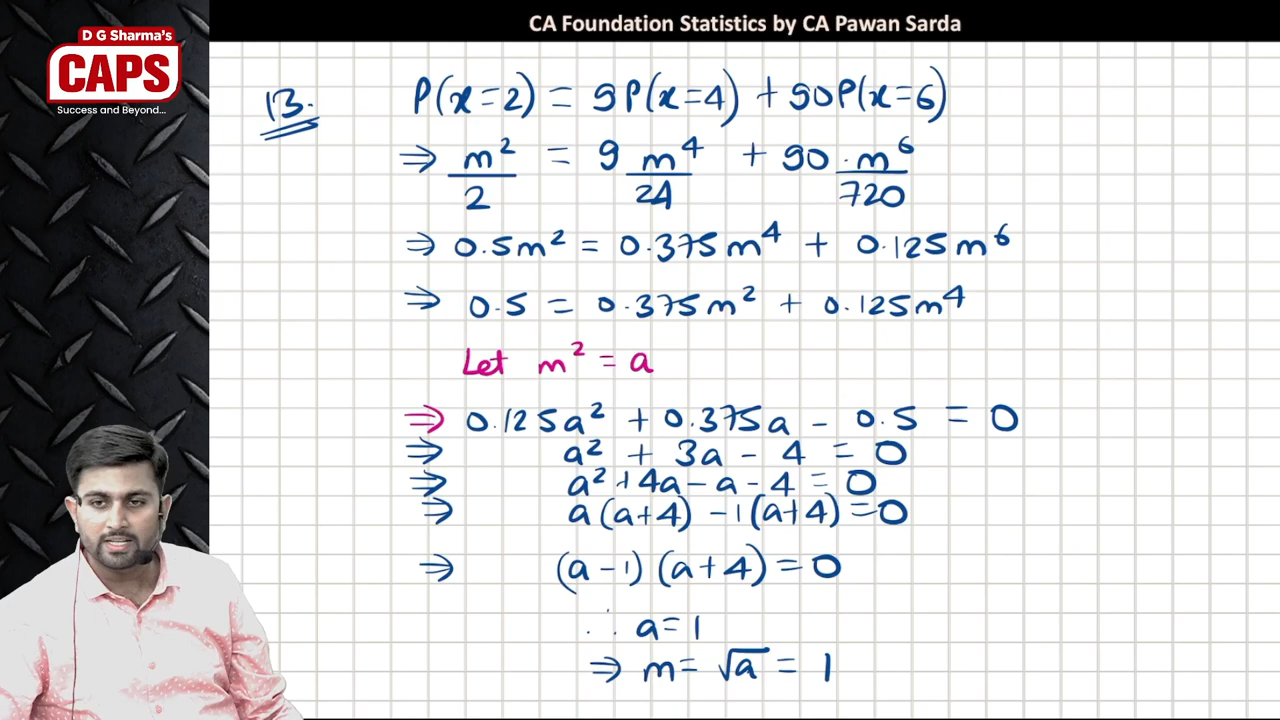 CA Foundation Statistics by CA Pawan Sarda
D G Sharma's
CAPS
Success and Beyond...
13. P(x=2) = 9P(x=4) + 90P(x=6)
⇒ m²/2 = 9 m⁴/24 + 90 · m⁶/720
⇒ 0.5m² = 0.375m⁴ + 0.125m⁶
⇒ 0.5 = 0.375m² + 0.125m⁴
Let m² = a
⇒ 0.125a² + 0.375a - 0.5 = 0
⇒ a² + 3a - 4 = 0
⇒ a² + 4a - a - 4 = 0
⇒ a(a+4) - 1(a+4) = 0
⇒ (a-1) (a+4) = 0
∴ a = 1
⇒ m = √a = 1